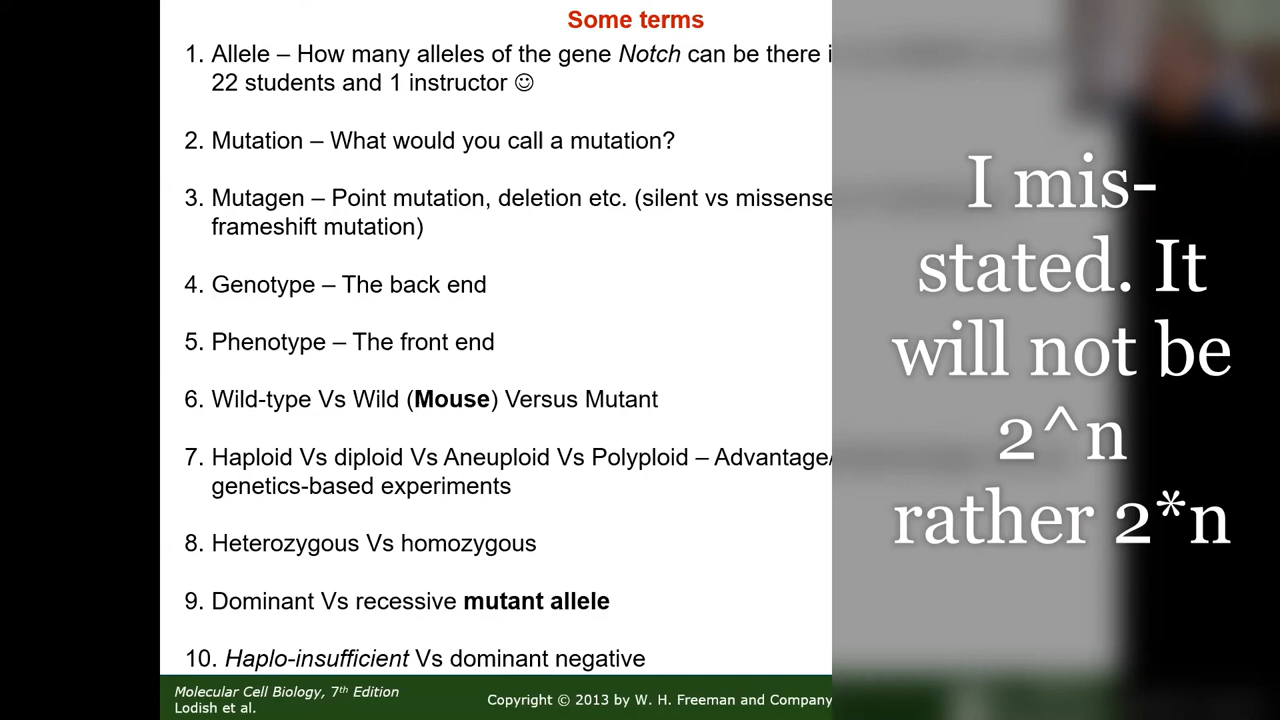 Some terms
1. Allele – How many alleles of the gene Notch can be there
22 students and 1 instructor ☺
2. Mutation – What would you call a mutation?
3. Mutagen – Point mutation, deletion etc. (silent vs missense
frameshift mutation)
4. Genotype – The back end
5. Phenotype – The front end
6. Wild-type Vs Wild (Mouse) Versus Mutant
7. Haploid Vs diploid Vs Aneuploid Vs Polyploid – Advantage/
genetics-based experiments
8. Heterozygous Vs homozygous
9. Dominant Vs recessive mutant allele
10. Haplo-insufficient Vs dominant negative
Molecular Cell Biology, 7th Edition
Lodish et al.
Copyright © 2013 by W. H. Freeman and Company
I mis-
stated. It
will not be
2^n
rather 2*n